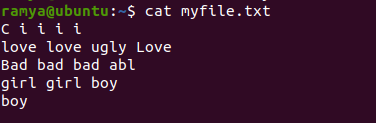 ramya@ubuntu:~$ cat myfile.txt
C i i i i
love love ugly Love
Bad bad bad abl
girl girl boy
boy